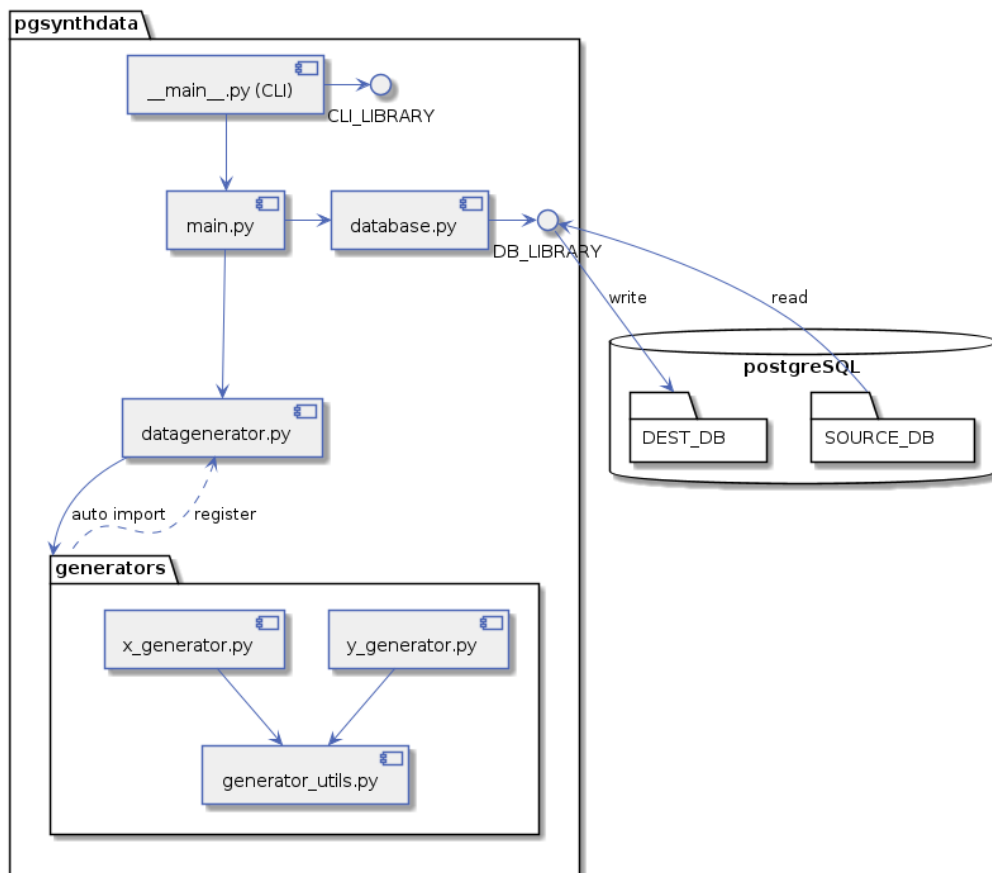 pgsynthdata
__main__.py (CLI)
CLI_LIBRARY
main.py
database.py
DB_LIBRARY
write
read
postgreSQL
DEST_DB
SOURCE_DB
datagenerator.py
auto import
register
generators
x_generator.py
y_generator.py
generator_utils.py